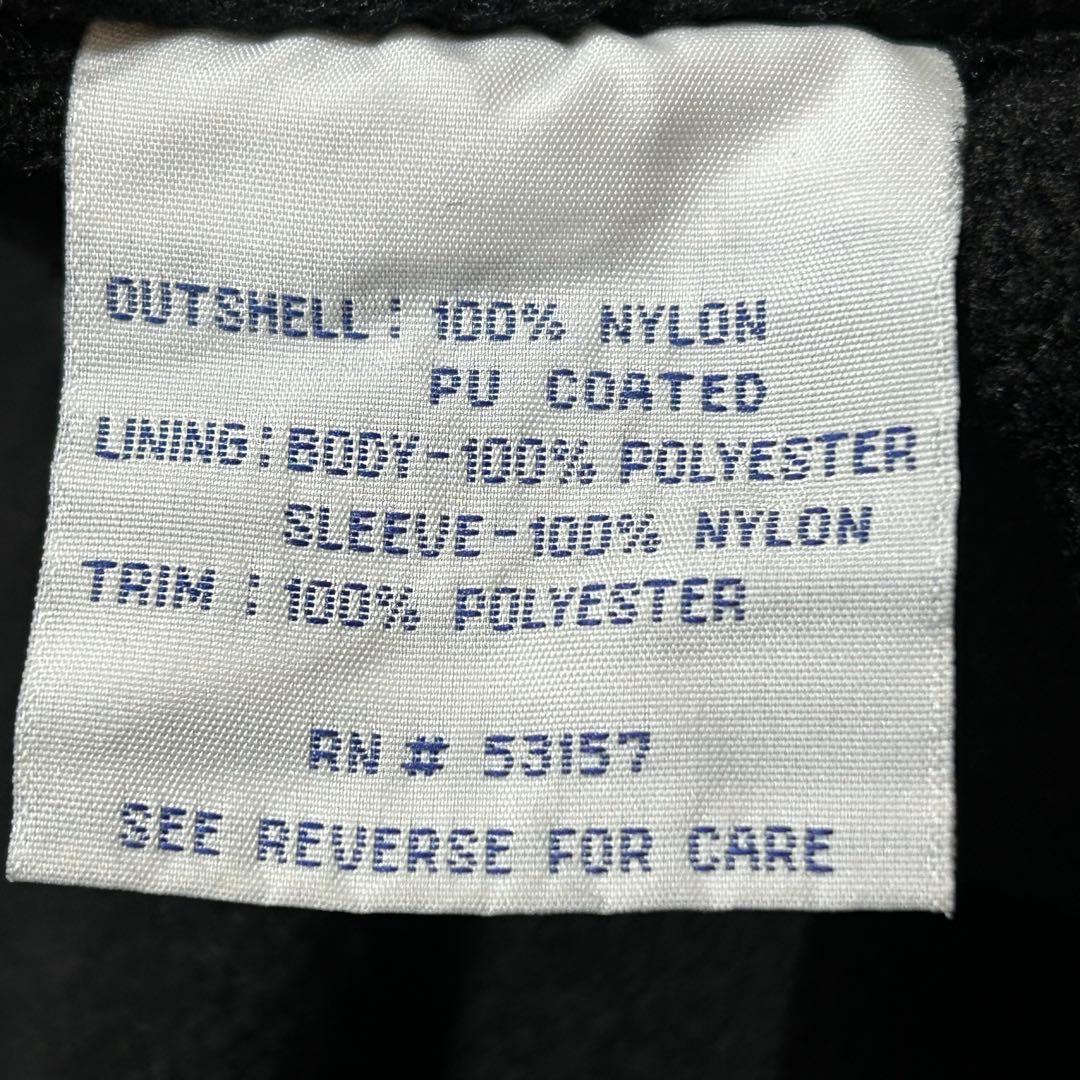 OUTSHELL: 100% NYLON
PU COATED
LINING: BODY-100% POLYESTER
SLEEVE-100% NYLON
TRIM: 100% POLYESTER
RN # 53157
SEE REVERSE FOR CARE